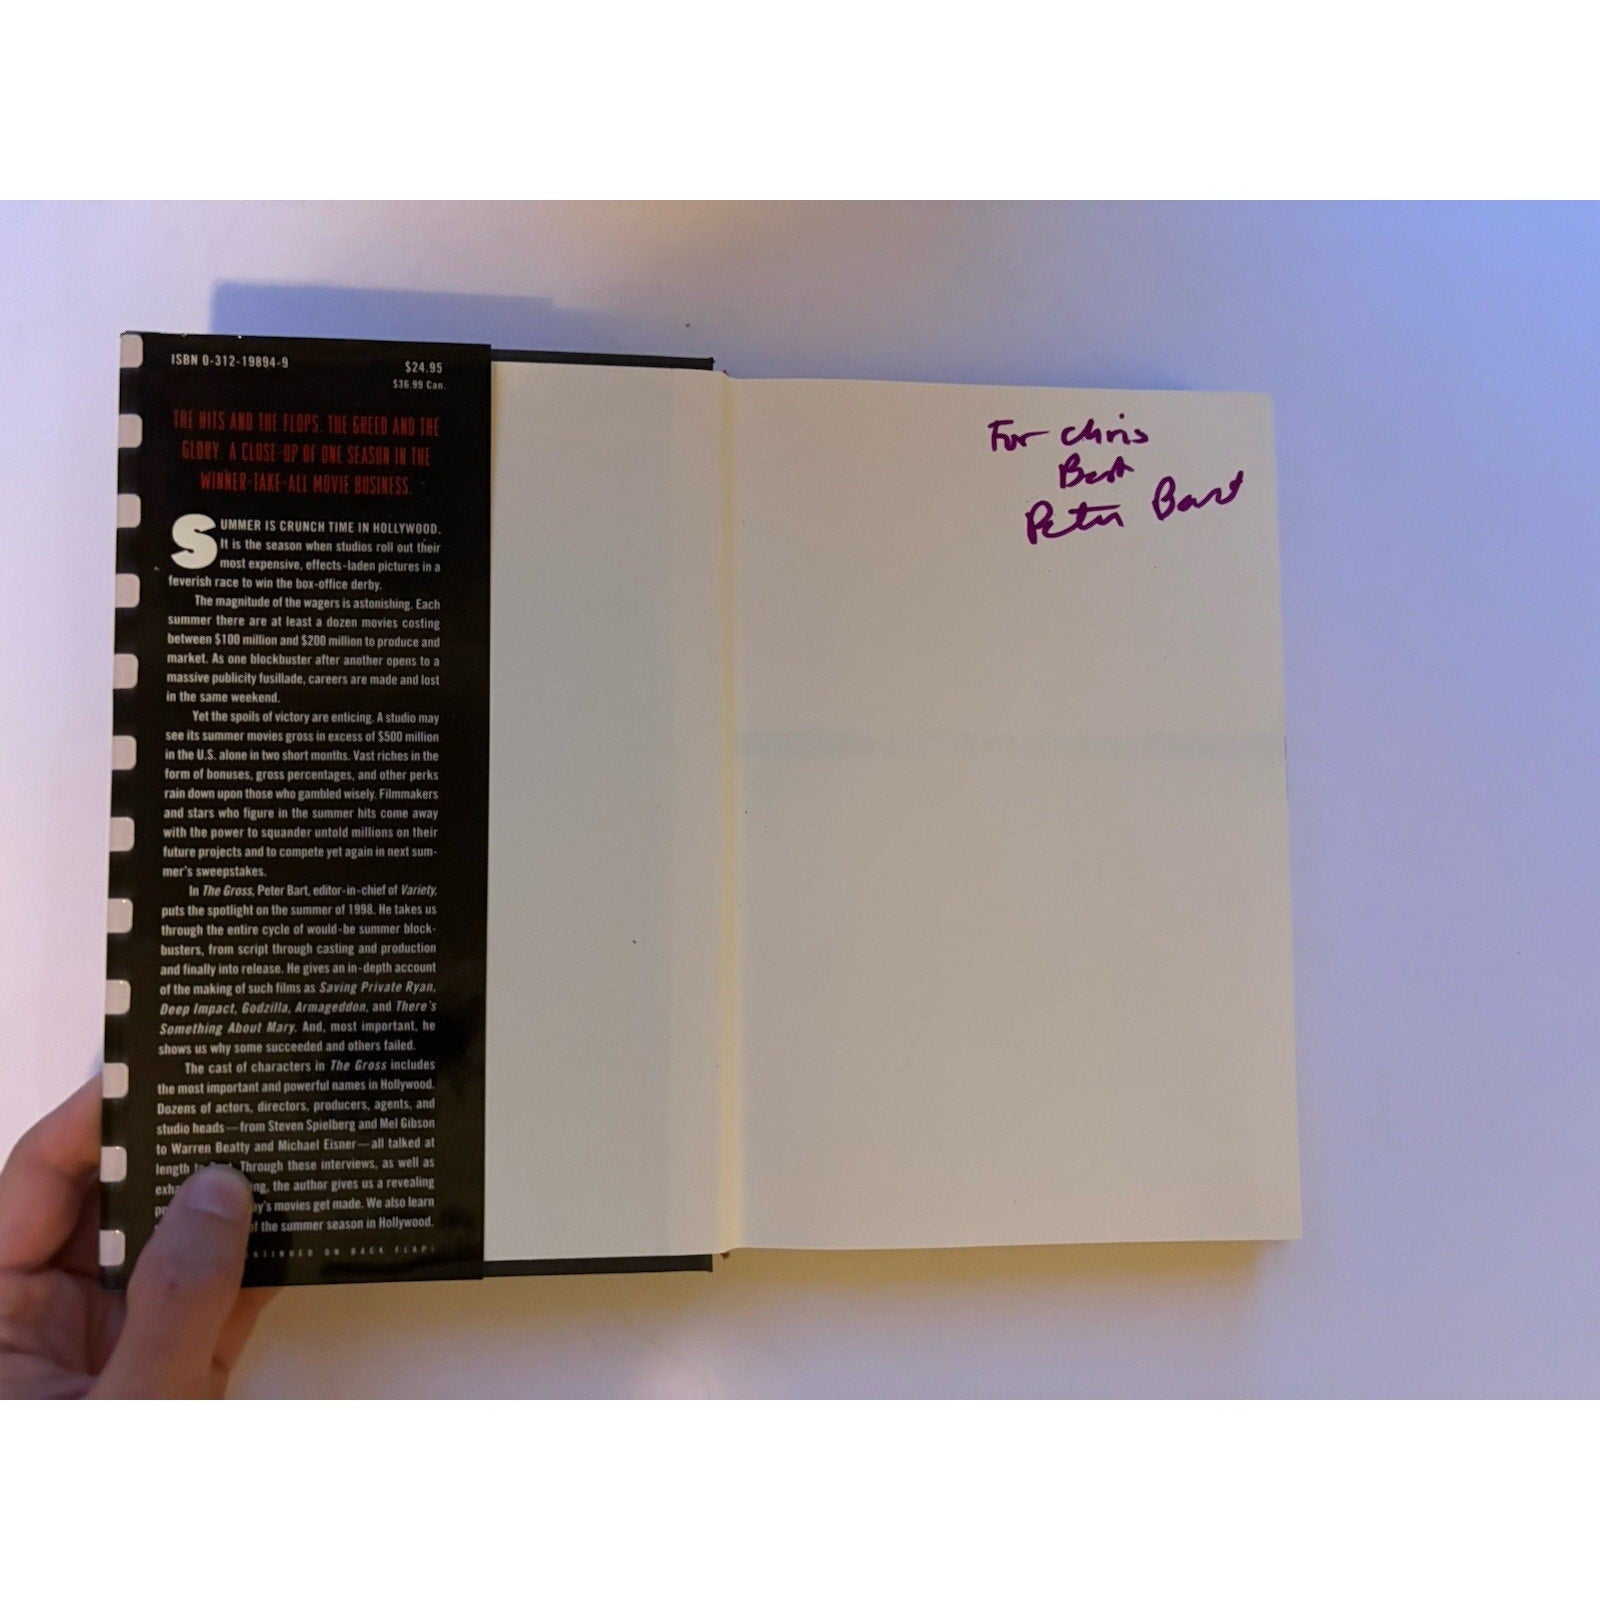 ISBN 0-312-19894-9
$24.95
$36.99 Can.
THE HITS AND THE FLOPS, THE GREED AND THE
GLORY. A CLOSE-UP OF ONE SEASON IN THE
WINNER-TAKE-ALL MOVIE BUSINESS.
SUMMER IS CRUNCH TIME IN HOLLYWOOD.
It is the season when studios roll out their
most expensive, effects-laden pictures in a
feverish race to win the box-office derby.
The magnitude of the wagers is astonishing. Each
summer there are at least a dozen movies costing
between $100 million and $200 million to produce and
market. As one blockbuster after another opens to a
massive publicity fusillade, careers are made and lost
in the same weekend.
Yet the spoils of victory are enticing. A studio may
see its summer movies gross in excess of $500 million
in the U.S. alone in two short months. Vast riches in the
form of bonuses, gross percentages, and other perks
rain down upon those who gambled wisely. Filmmakers
and stars who figure in the summer hits come away
with the power to squander untold millions on their
future projects and to compete yet again in next sum-
mer's sweepstakes.
In The Gross, Peter Bart, editor-in-chief of Variety,
puts the spotlight on the summer of 1998. He takes us
through the entire cycle of would-be summer block-
busters, from script through casting and production
and finally into release. He gives an in-depth account
of the making of such films as Saving Private Ryan,
Deep Impact, Godzilla, Armageddon, and There's
Something About Mary. And, most important, he
shows us why some succeeded and others failed.
The cast of characters in The Gross includes
the most important and powerful names in Hollywood.
Dozens of actors, directors, producers, agents, and
studio heads—from Steven Spielberg and Mel Gibson
to Warren Beatty and Michael Eisner—all talked at
length Through these interviews, as well as
the author gives us a revealing
movies get made. We also learn
the summer season in Hollywood.
ON BACK FLAP
For Chris
Best
Peter Bart